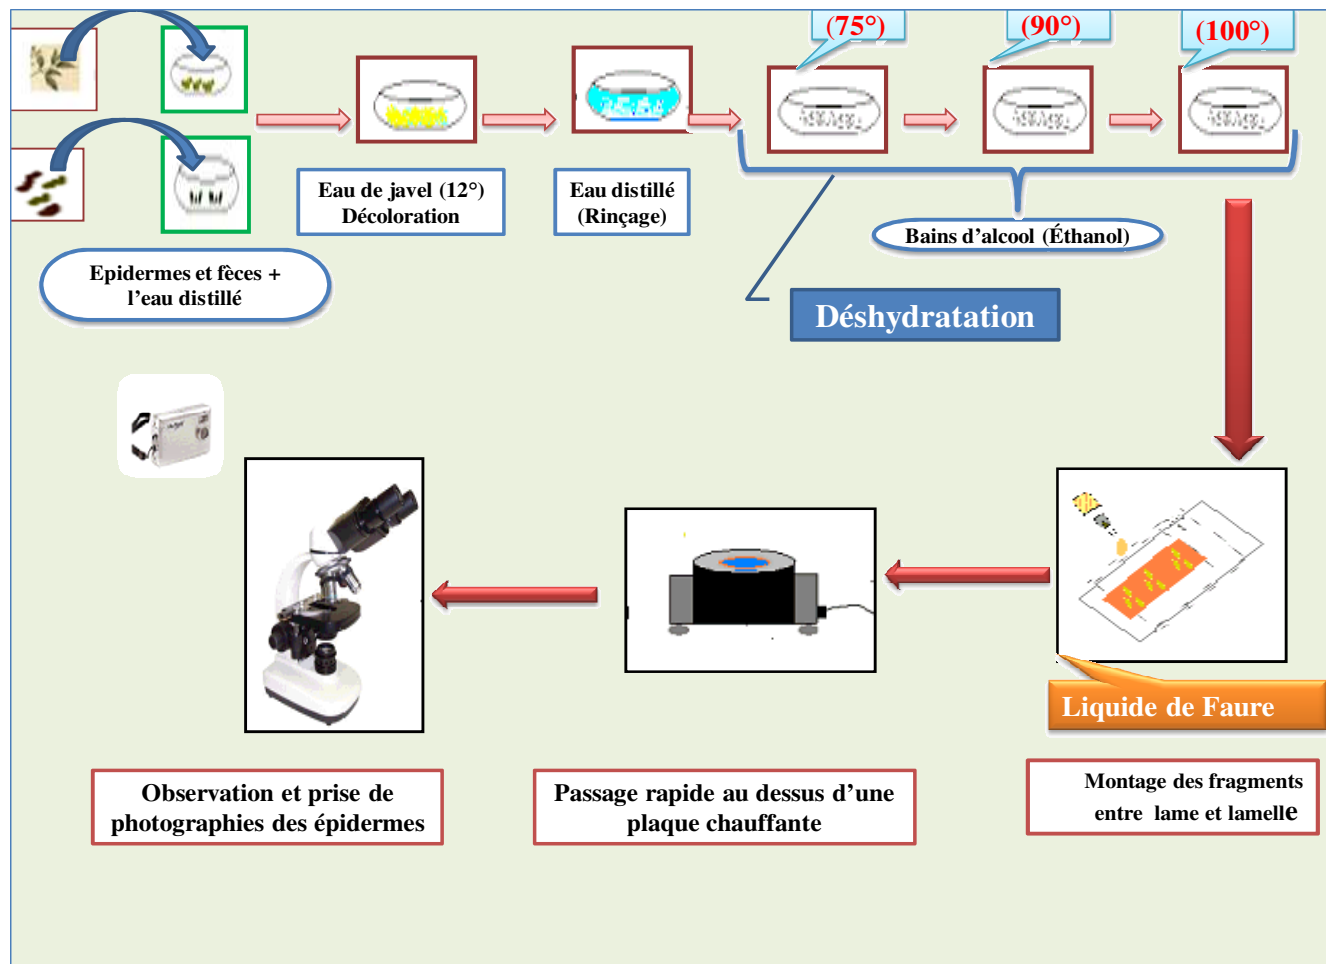 (75°)
(90°)
(100°)
Eau de javel (12°)
Décoloration
Eau distillé
(Rinçage)
Bains d'alcool (Éthanol)
Epidermes et fèces +
l'eau distillé
Déshydratation
Liquide de Faure
Observation et prise de
photographies des épidermes
Passage rapide au dessus d'une
plaque chauffante
Montage des fragments
entre lame et lamelle